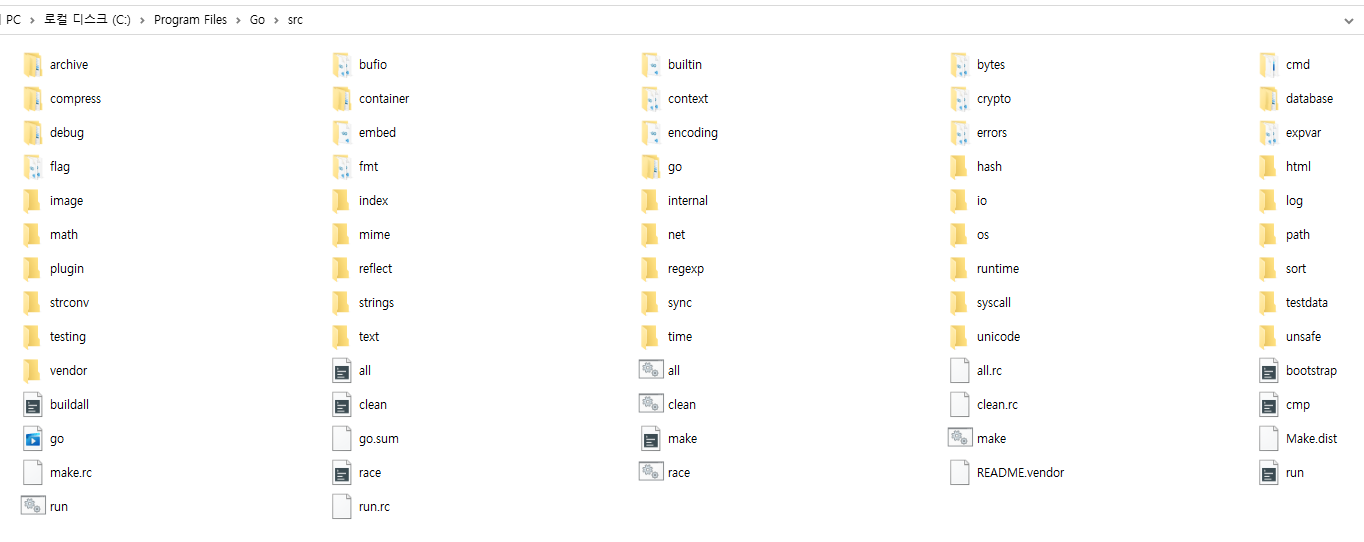 PC > 로컬 디스크 (C:) > Program Files > Go > src
archive bufio builtin bytes cmd
compress container context crypto database
debug embed encoding errors expvar
flag fmt go hash html
image index internal io log
math mime net os path
plugin reflect regexp runtime sort
strconv strings sync syscall testdata
testing text time unicode unsafe
vendor all all all.rc bootstrap
buildall clean clean clean.rc cmp
go go.sum make make Make.dist
make.rc race race README.vendor run
run run.rc